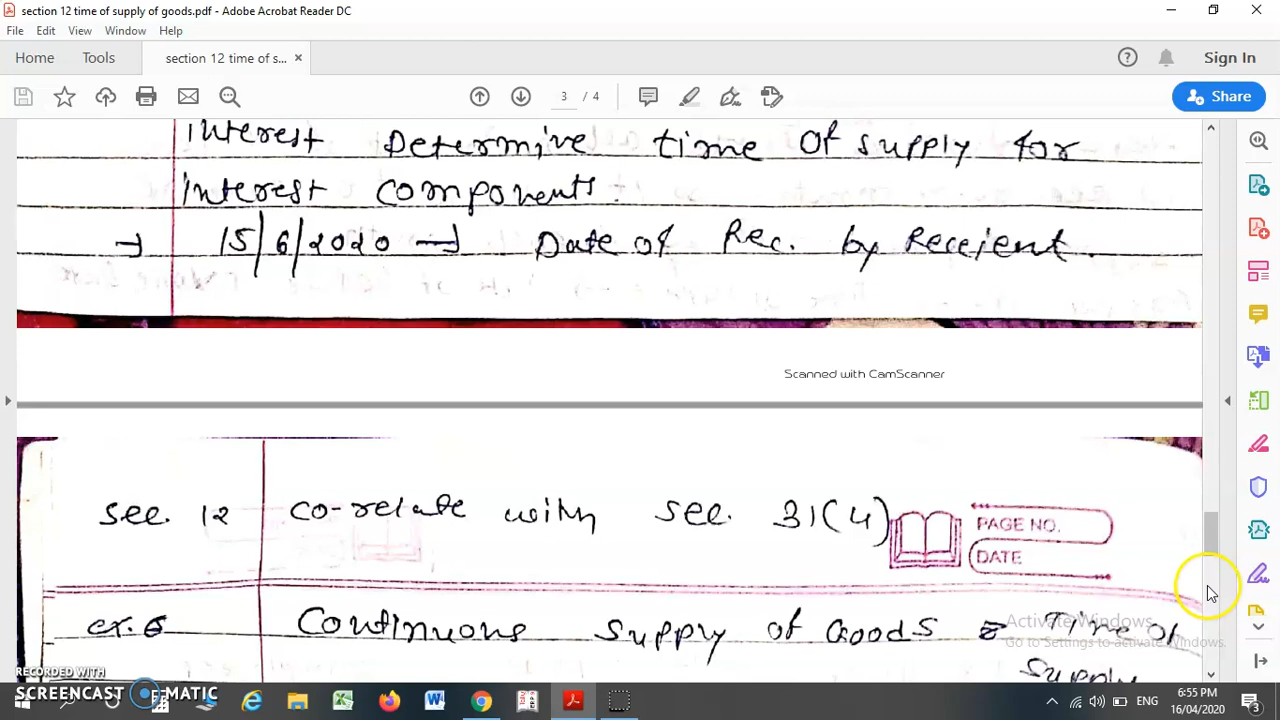 section 12 time of supply of goods.pdf - Adobe Acrobat Reader DC
File Edit View Window Help
Home Tools section 12 time of s... × Sign In
3 / 4 Share
Interest Determine time of supply for
interest components.
→ 15/6/2020 → Date of Rec. by Receient.
Scanned with CamScanner
sec. 12 co-relate with sec. 31(4)
PAGE NO.
DATE
ex. 6 Continuous supply of Goods = Time of
supply
Activate Windows
Go to Settings to activate Windows.
RECORDED WITH
SCREENCAST MATIC
ENG
6:55 PM
16/04/2020
3